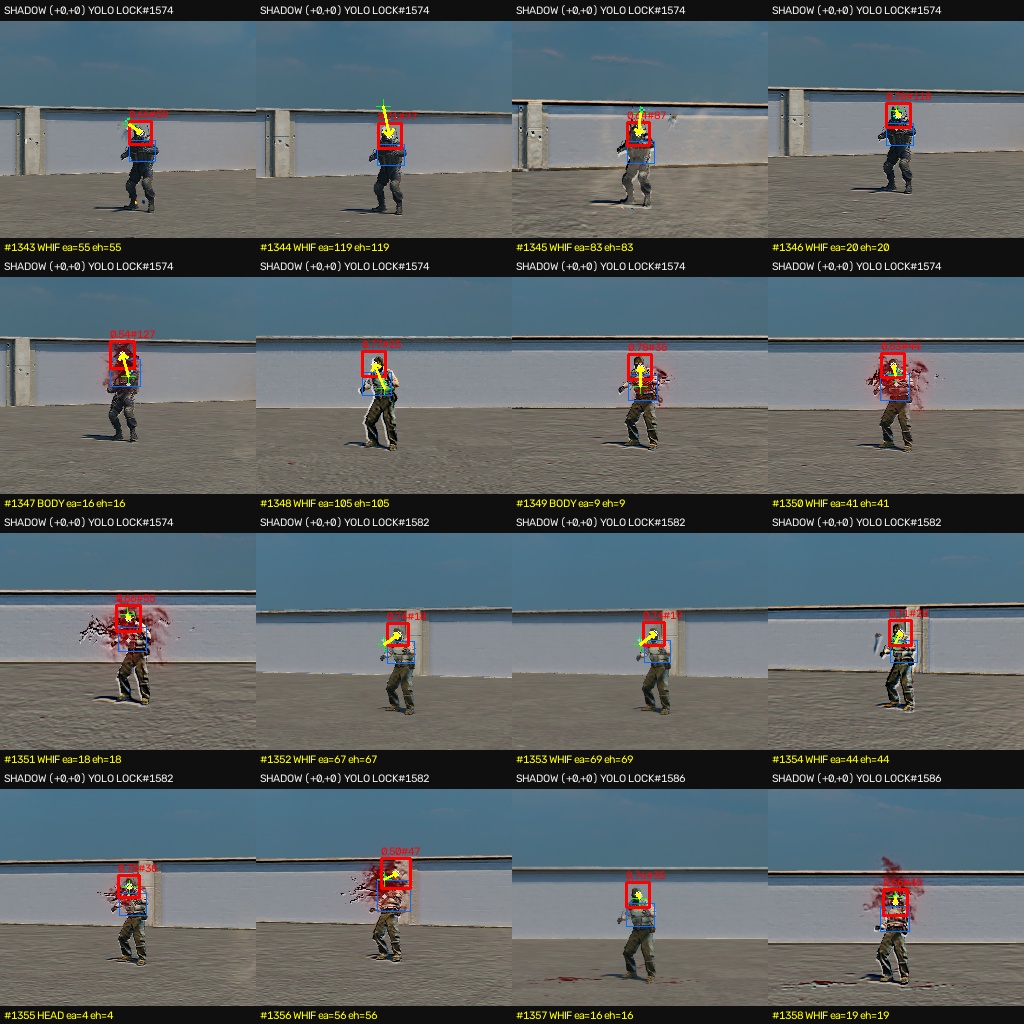 SHADOW (+0,+0) YOLO LOCK#1574
SHADOW (+0,+0) YOLO LOCK#1574
SHADOW (+0,+0) YOLO LOCK#1574
SHADOW (+0,+0) YOLO LOCK#1574
#1343 WHIF ea=55 eh=55
#1344 WHIF ea=119 eh=119
#1345 WHIF ea=83 eh=83
#1346 WHIF ea=20 eh=20
SHADOW (+0,+0) YOLO LOCK#1574
SHADOW (+0,+0) YOLO LOCK#1574
SHADOW (+0,+0) YOLO LOCK#1574
SHADOW (+0,+0) YOLO LOCK#1574
0.54#127
#1347 BODY ea=16 eh=16
#1348 WHIF ea=105 eh=105
#1349 BODY ea=9 eh=9
#1350 WHIF ea=41 eh=41
SHADOW (+0,+0) YOLO LOCK#1574
SHADOW (+0,+0) YOLO LOCK#1582
SHADOW (+0,+0) YOLO LOCK#1582
SHADOW (+0,+0) YOLO LOCK#1582
#1351 WHIF ea=18 eh=18
#1352 WHIF ea=67 eh=67
#1353 WHIF ea=69 eh=69
#1354 WHIF ea=44 eh=44
SHADOW (+0,+0) YOLO LOCK#1582
SHADOW (+0,+0) YOLO LOCK#1582
SHADOW (+0,+0) YOLO LOCK#1586
SHADOW (+0,+0) YOLO LOCK#1586
0.50#47
#1355 HEAD ea=4 eh=4
#1356 WHIF ea=56 eh=56
#1357 WHIF ea=16 eh=16
#1358 WHIF ea=19 eh=19